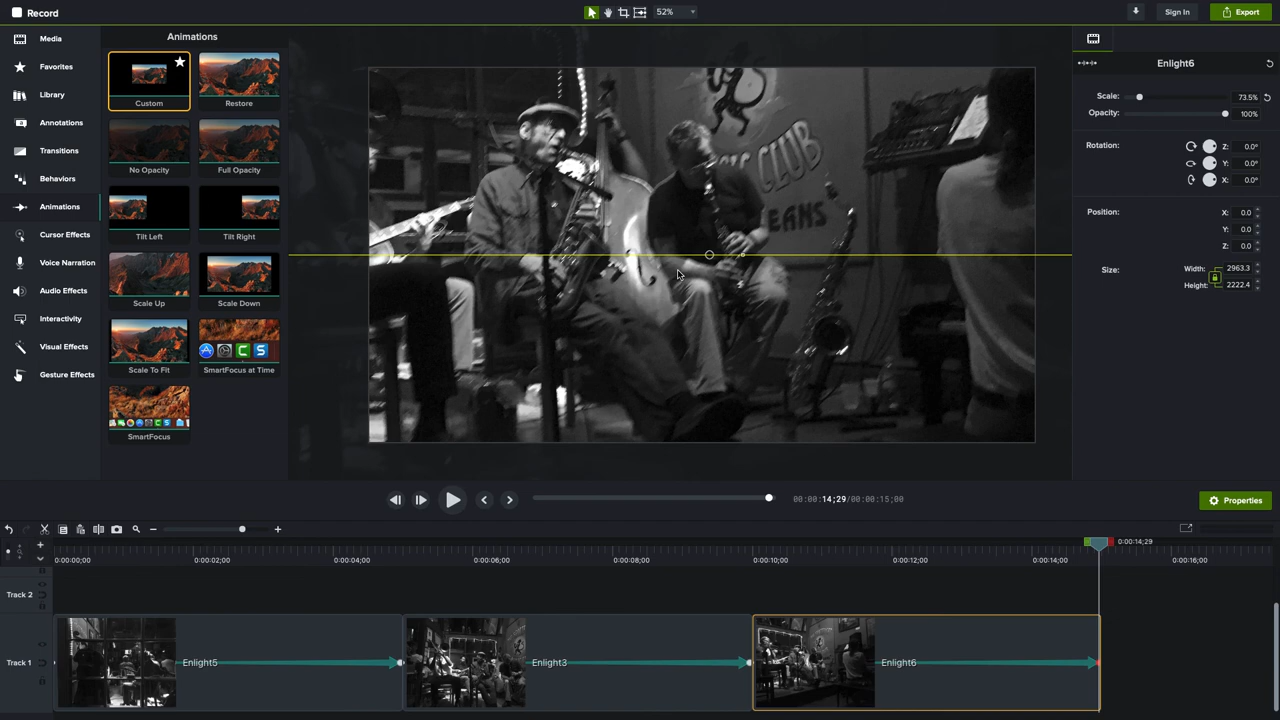 Record
52%
Sign In
Export
Media
Favorites
Library
Annotations
Transitions
Behaviors
Animations
Cursor Effects
Voice Narration
Audio Effects
Interactivity
Visual Effects
Gesture Effects
Animations
Custom
Restore
No Opacity
Full Opacity
Tilt Left
Tilt Right
Scale Up
Scale Down
Scale To Fit
SmartFocus at Time
SmartFocus
CLUB
EANS
Enlight6
Scale:
73.5%
Opacity:
100%
Rotation:
Z: 0.0°
Y: 0.0°
X: 0.0°
Position:
X: 0.0
Y: 0.0
Z: 0.0
Size:
Width: 2963.3
Height: 2222.4
00:00:14;29/00:00:15;00
Properties
0:00:14;29
0:00:00;00
0:00:02;00
0:00:04;00
0:00:06;00
0:00:08;00
0:00:10;00
0:00:12;00
0:00:14;00
0:00:16;00
Track 2
Track 1
Enlight5
Enlight3
Enlight6